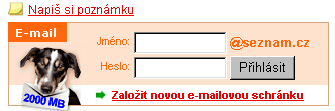 Napiš si poznámku
E-mail
Jméno: @seznam.cz
Heslo: Přihlásit
2000 MB
Založit novou e-mailovou schránku